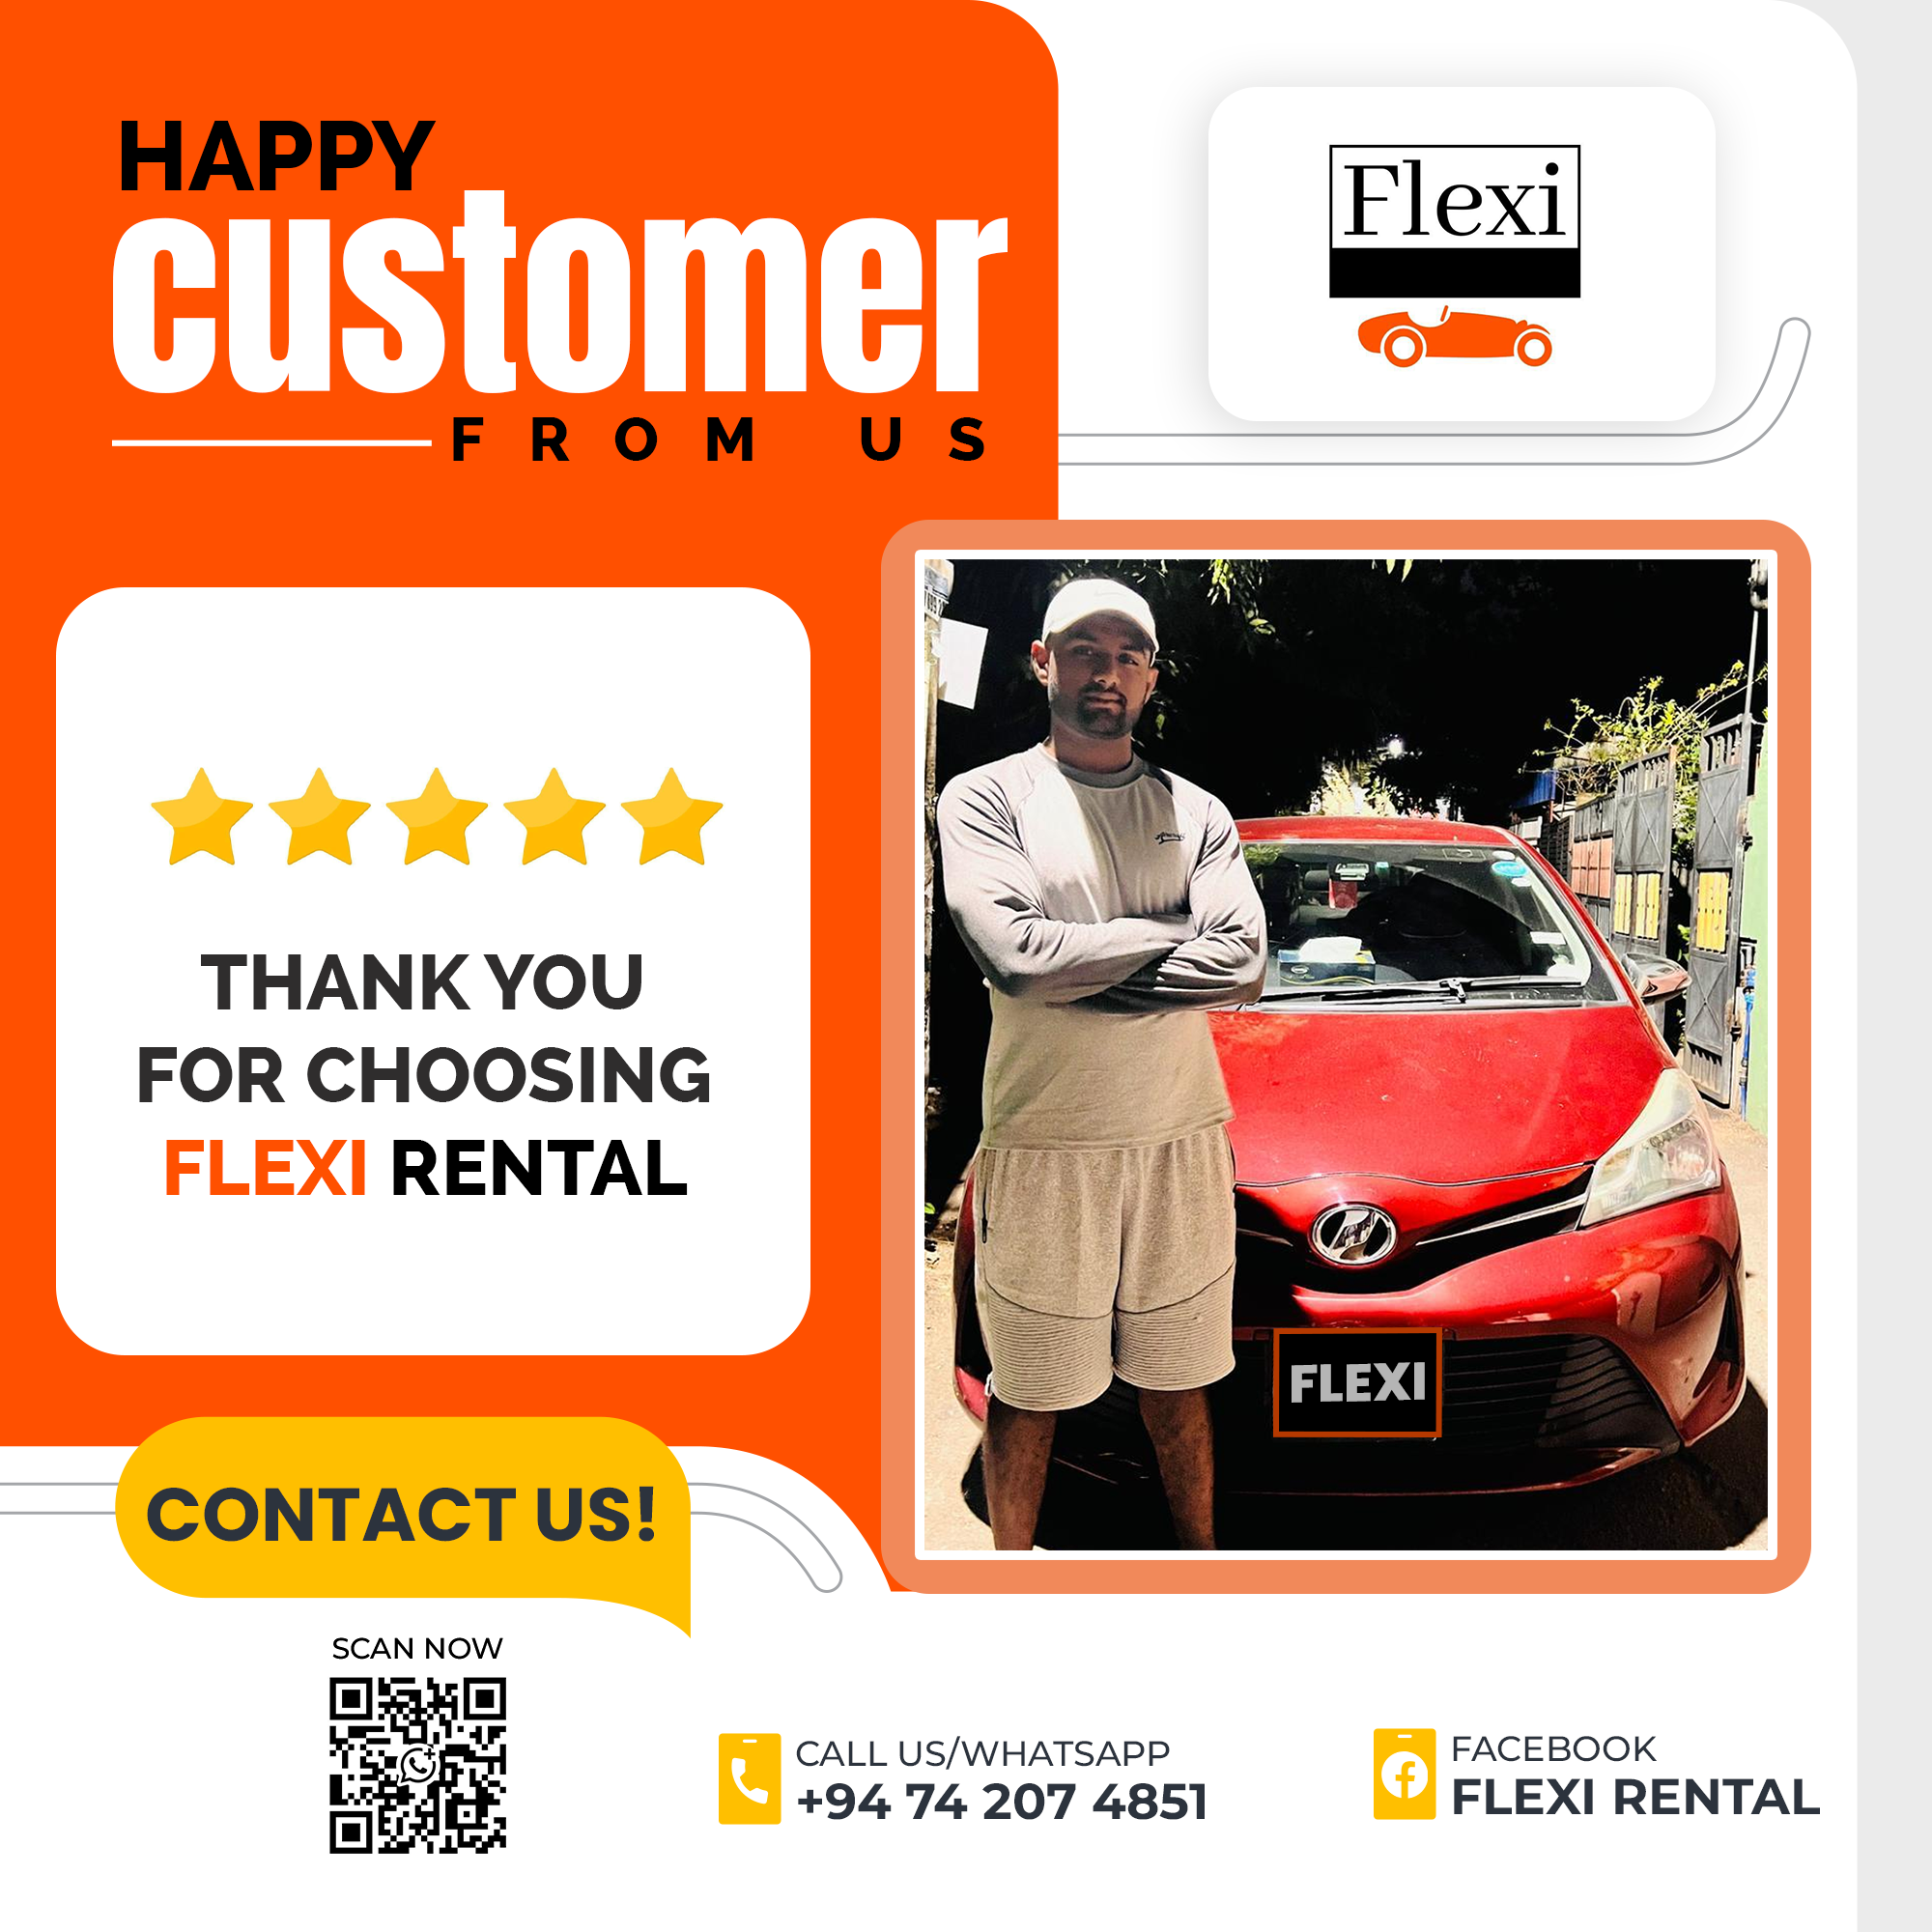 HAPPY
customer
FROM US
Flexi
THANK YOU
FOR CHOOSING
FLEXI RENTAL
FLEXI
CONTACT US!
SCAN NOW
CALL US/WHATSAPP
+94 74 207 4851
FACEBOOK
FLEXI RENTAL